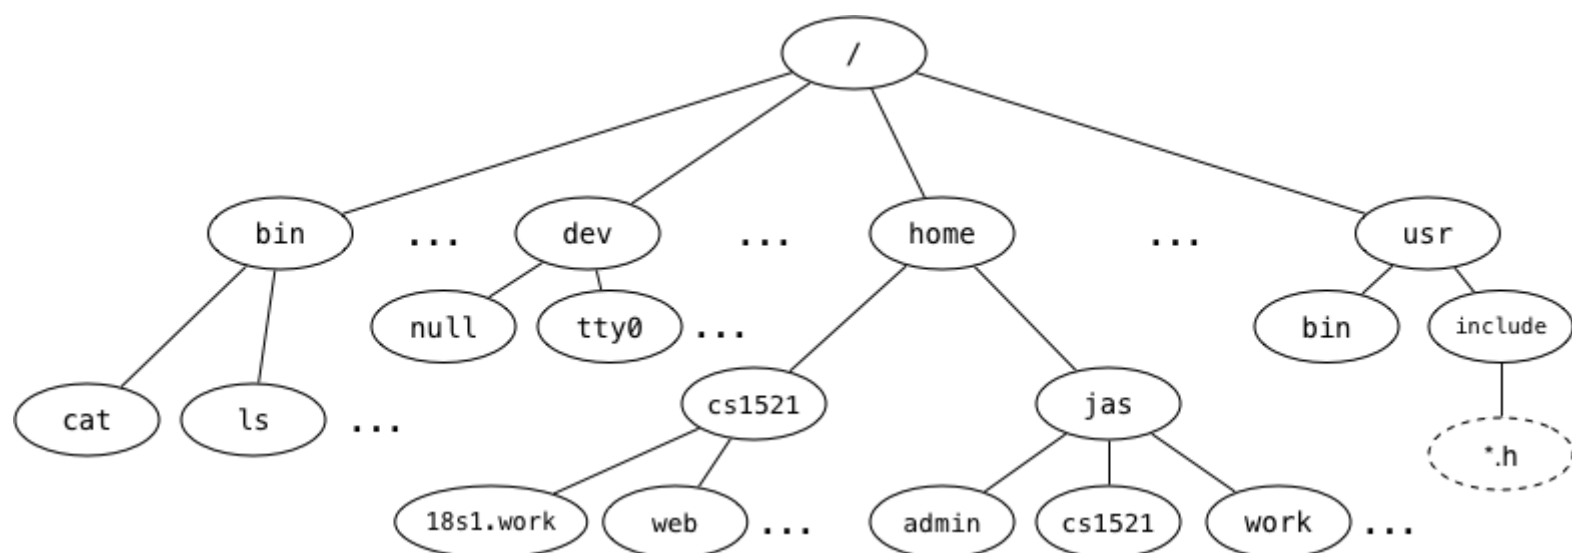 /
bin ... dev ... home ... usr
null tty0 ... bin include
cat ls ... cs1521 jas
*.h
18s1.work web ... admin cs1521 work ...